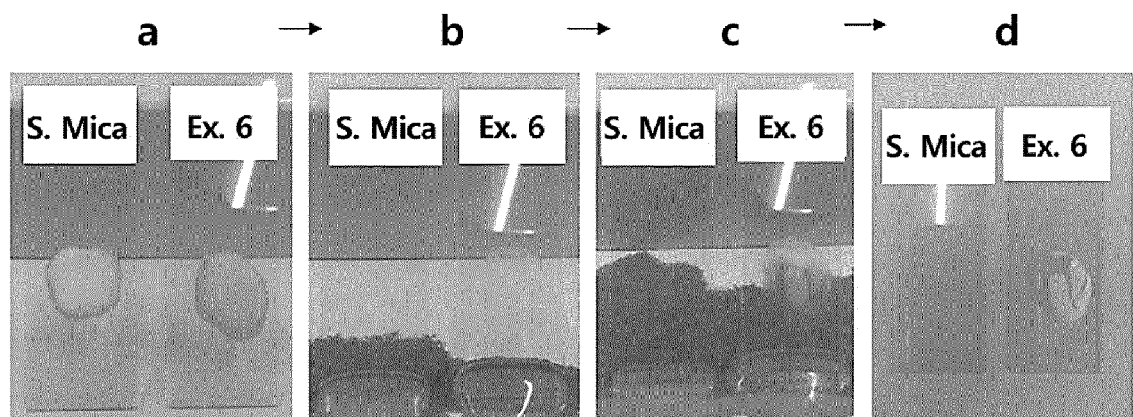 a → b → c → d
S. Mica Ex. 6 S. Mica Ex. 6 S. Mica Ex. 6 S. Mica Ex. 6